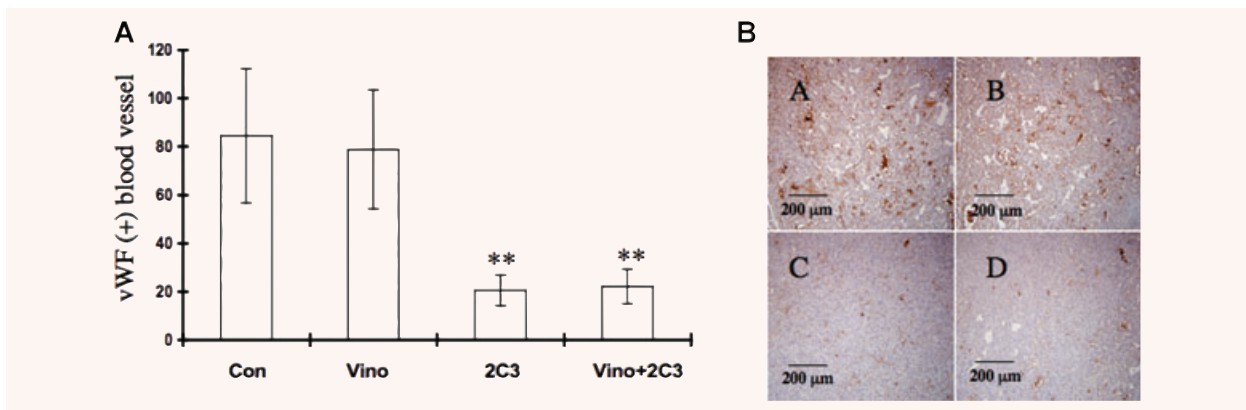 A
vWF (+) blood vessel
120
100
80
60
40
20
0
**
**
Con Vino 2C3 Vino+2C3
B
A B
200 μm 200 μm
C D
200 μm 200 μm